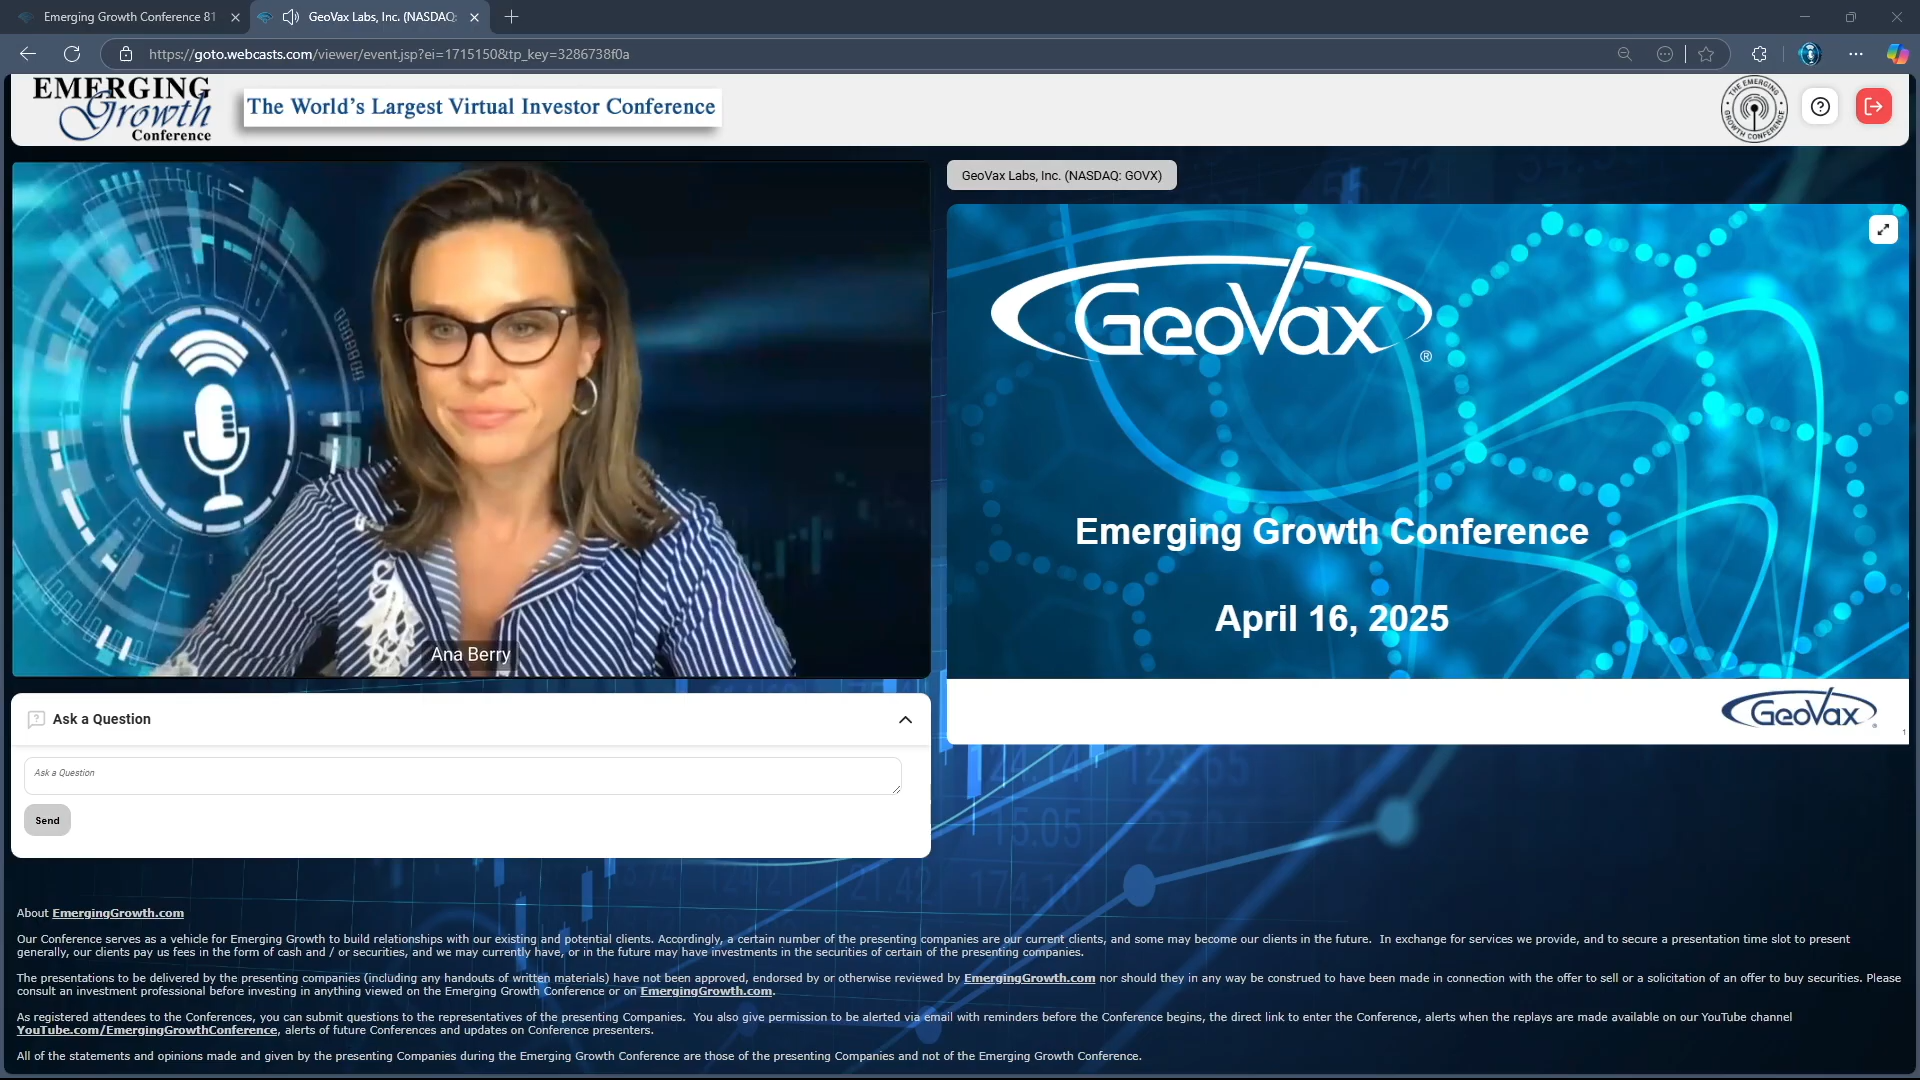 Emerging Growth Conference 81
GeoVax Labs, Inc. (NASDAQ:
https://goto.webcasts.com/viewer/event.jsp?ei=1715150&tp_key=3286738f0a
EMERGING
Growth
Conference
The World's Largest Virtual Investor Conference
THE EMERGING
GROWTH CONFERENCE
GeoVax Labs, Inc. (NASDAQ: GOVX)
GeoVax
®
Emerging Growth Conference
April 16, 2025
GeoVax
1
Ana Berry
Ask a Question
Ask a Question
Send
About EmergingGrowth.com
Our Conference serves as a vehicle for Emerging Growth to build relationships with our existing and potential clients. Accordingly, a certain number of the presenting companies are our current clients, and some may become our clients in the future.  In exchange for services we provide, and to secure a presentation time slot to present
generally, our clients pay us fees in the form of cash and / or securities, and we may currently have, or in the future may have investments in the securities of certain of the presenting companies.
The presentations to be delivered by the presenting companies (including any handouts of written materials) have not been approved, endorsed by or otherwise reviewed by EmergingGrowth.com nor should they in any way be construed to have been made in connection with the offer to sell or a solicitation of an offer to buy securities. Please
consult an investment professional before investing in anything viewed on the Emerging Growth Conference or on EmergingGrowth.com.
As registered attendees to the Conferences, you can submit questions to the representatives of the presenting Companies.  You also give permission to be alerted via email with reminders before the Conference begins, the direct link to enter the Conference, alerts when the replays are made available on our YouTube channel
YouTube.com/EmergingGrowthConference, alerts of future Conferences and updates on Conference presenters.
All of the statements and opinions made and given by the presenting Companies during the Emerging Growth Conference are those of the presenting Companies and not of the Emerging Growth Conference.